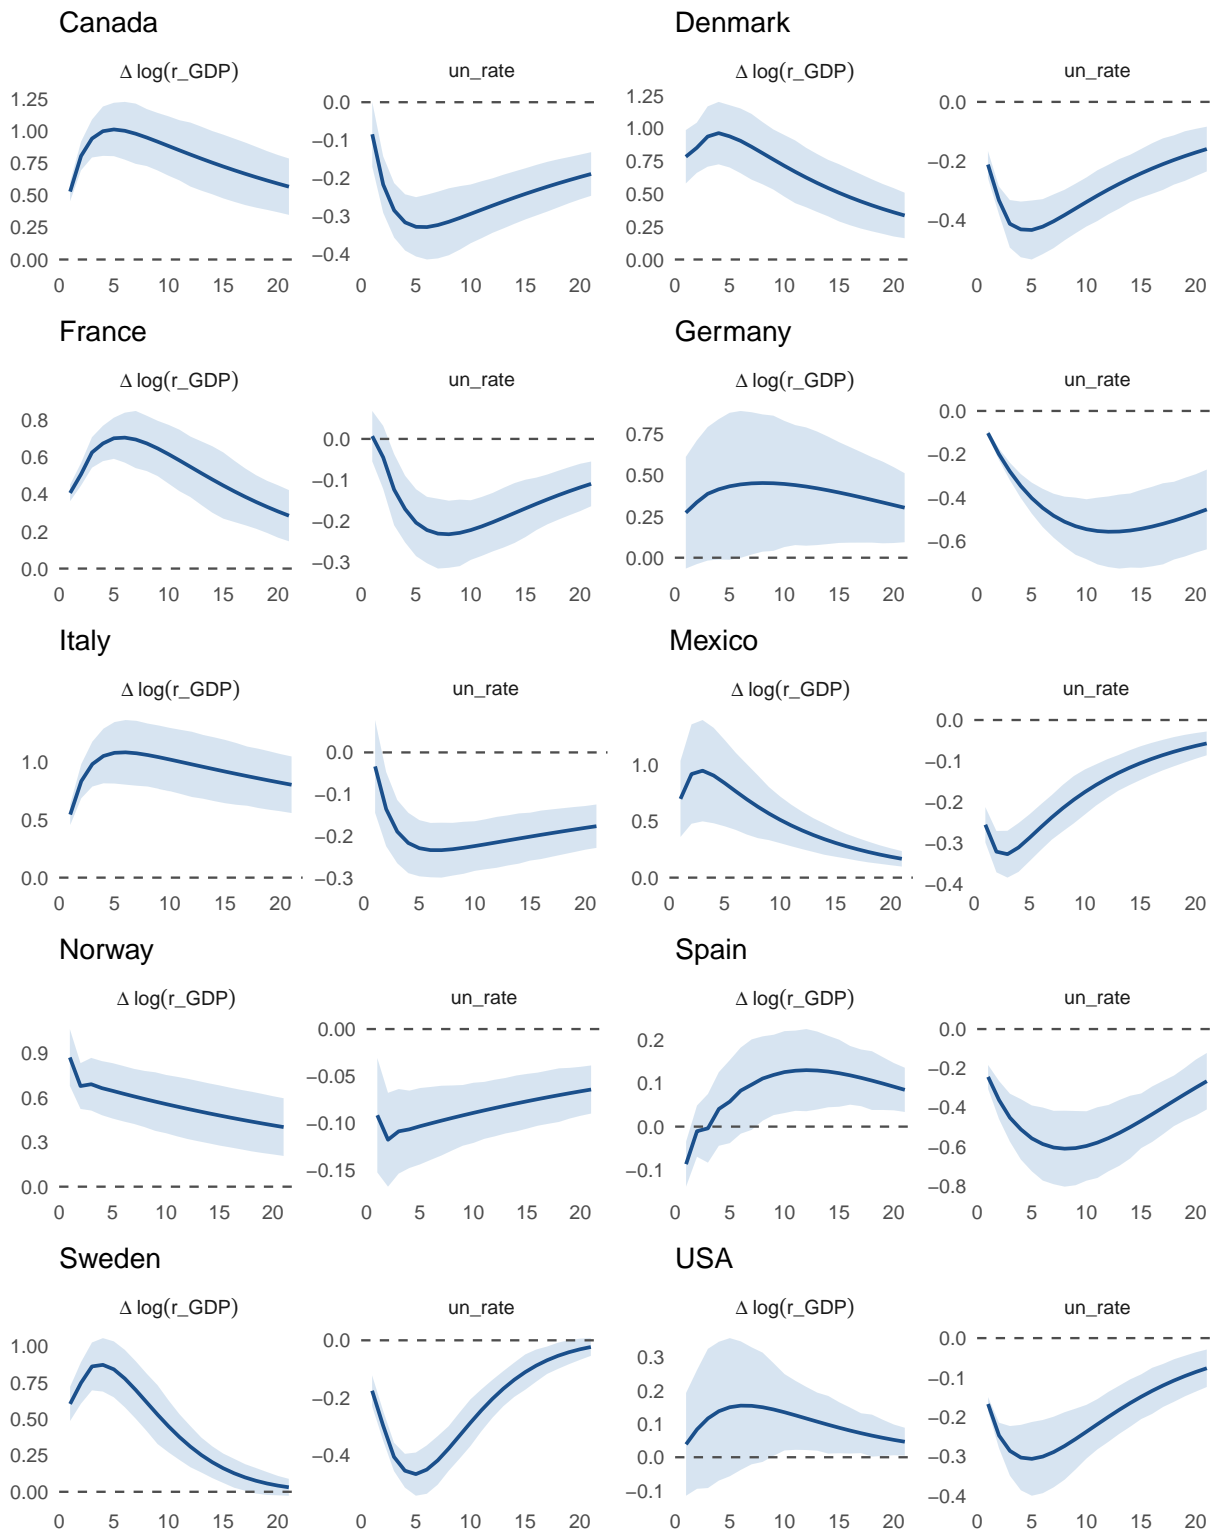 Canada
Δ log(r_GDP)
un_rate
1.25
1.00
0.75
0.50
0.25
0.00
0 5 10 15 20
0.0
−0.1
−0.2
−0.3
−0.4
0 5 10 15 20
Denmark
Δ log(r_GDP)
un_rate
1.25
1.00
0.75
0.50
0.25
0.00
0 5 10 15 20
0.0
−0.2
−0.4
0 5 10 15 20
France
Δ log(r_GDP)
un_rate
0.8
0.6
0.4
0.2
0.0
0 5 10 15 20
0.0
−0.1
−0.2
−0.3
0 5 10 15 20
Germany
Δ log(r_GDP)
un_rate
0.75
0.50
0.25
0.00
0 5 10 15 20
0.0
−0.2
−0.4
−0.6
0 5 10 15 20
Italy
Δ log(r_GDP)
un_rate
1.0
0.5
0.0
0 5 10 15 20
0.0
−0.1
−0.2
−0.3
0 5 10 15 20
Mexico
Δ log(r_GDP)
un_rate
1.0
0.5
0.0
0 5 10 15 20
0.0
−0.1
−0.2
−0.3
−0.4
0 5 10 15 20
Norway
Δ log(r_GDP)
un_rate
0.9
0.6
0.3
0.0
0 5 10 15 20
0.00
−0.05
−0.10
−0.15
0 5 10 15 20
Spain
Δ log(r_GDP)
un_rate
0.2
0.1
0.0
−0.1
0 5 10 15 20
0.0
−0.2
−0.4
−0.6
−0.8
0 5 10 15 20
Sweden
Δ log(r_GDP)
un_rate
1.00
0.75
0.50
0.25
0.00
0 5 10 15 20
0.0
−0.2
−0.4
0 5 10 15 20
USA
Δ log(r_GDP)
un_rate
0.3
0.2
0.1
0.0
−0.1
0 5 10 15 20
0.0
−0.1
−0.2
−0.3
−0.4
0 5 10 15 20